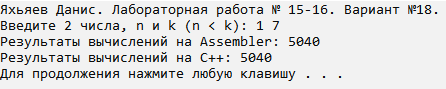 Яхьяев Данис. Лабораторная работа № 15-16. Вариант №18.
Введите 2 числа, n и k (n < k): 1 7
Результаты вычислений на Assembler: 5040
Результаты вычислений на C++: 5040
Для продолжения нажмите любую клавишу . . .